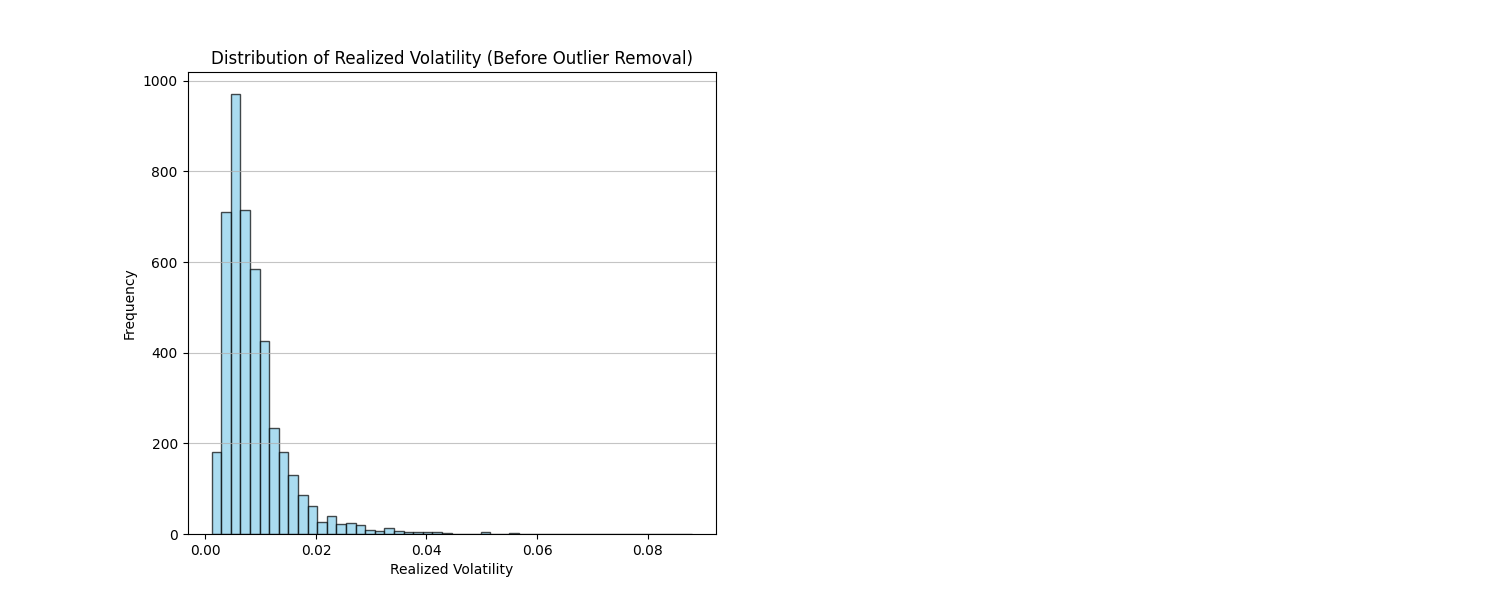 Distribution of Realized Volatility (Before Outlier Removal)
1000
800
600
400
200
0
Frequency
0.00 0.02 0.04 0.06 0.08
Realized Volatility